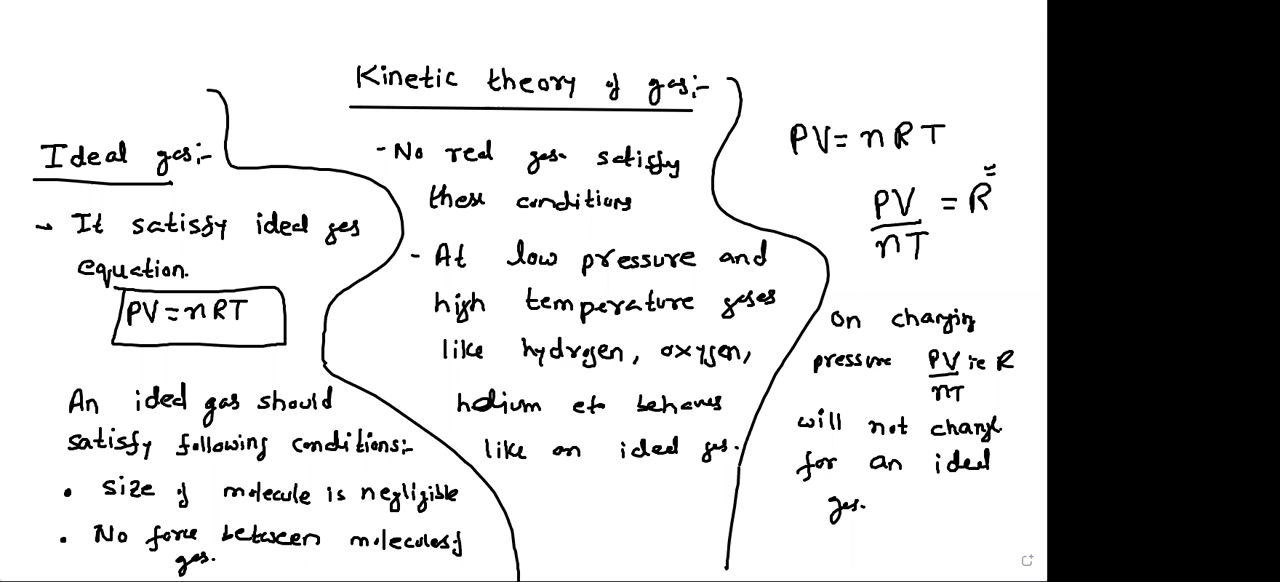 Kinetic theory of gas:-
Ideal gas:-
→ It satisfy ideal gas
equation.
PV = nRT
An ideal gas should
satisfy following conditions:-
• size of molecule is negligible
• No force between molecules of
gas.
- No real gas satisfy
these conditions
- At low pressure and
high temperature gases
like hydrogen, oxygen,
helium etc behaves
like an ideal gas.
PV = nRT
PV/nT = R
on changing
pressure PV/nT ie R
will not change
for an ideal
gas.